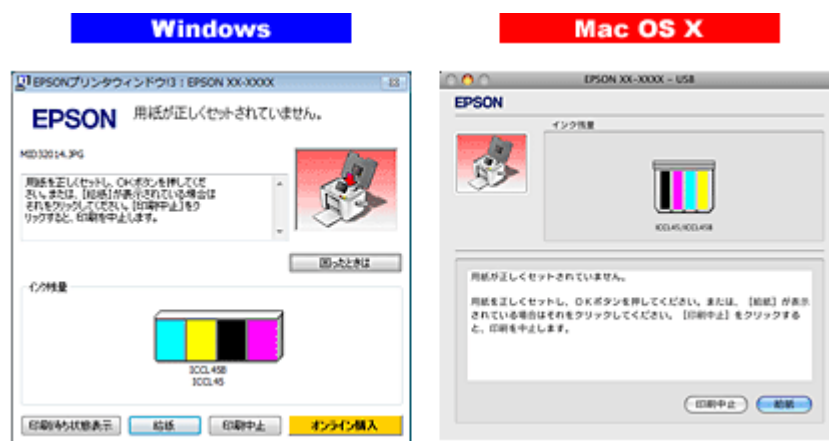 Windows
EPSONプリンタウィンドウ!3 : EPSON XX-XXXX
EPSON
用紙が正しくセットされていません。
MID32014.JPG
用紙を正しくセットし、OKボタンを押してくだ
さい。または、[給紙]が表示されている場合は
それをクリックしてください。[印刷中止]をク
リックすると、印刷を中止します。
困ったときは
インク残量
ICCL45B
ICCL45
印刷待ち状態表示
給紙
印刷中止
オンライン購入
Mac OS X
EPSON XX-XXXX - USB
EPSON
インク残量
ICCL45/ICCL45B
用紙が正しくセットされていません。
用紙を正しくセットし、OKボタンを押してください。または、[給紙]が表示
されている場合はそれをクリックしてください。[印刷中止]をクリックする
と、印刷を中止します。
印刷中止
給紙